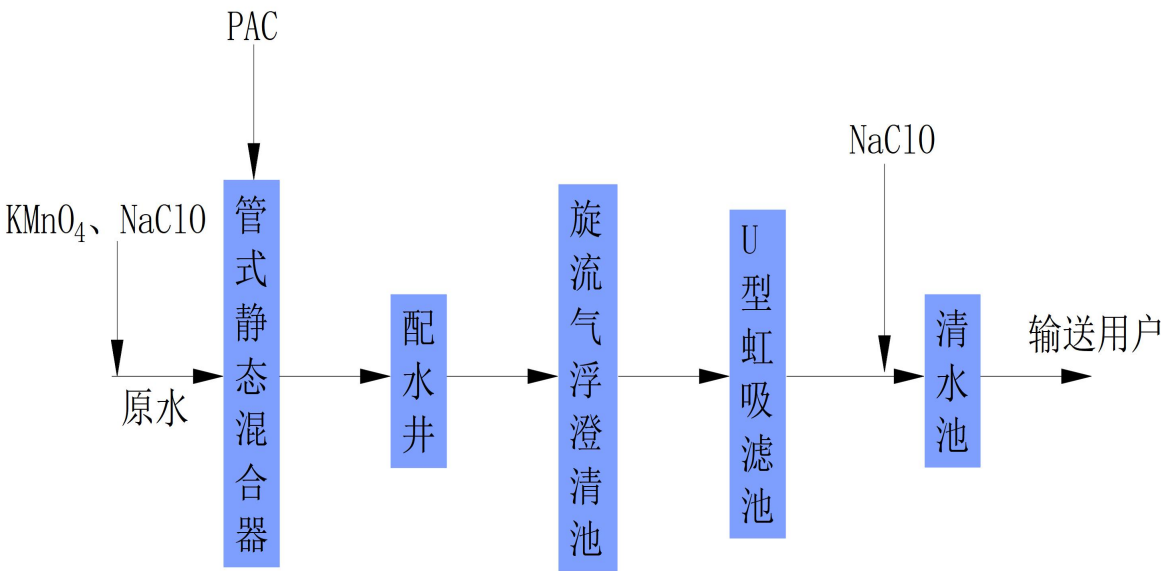 PAC
KMnO₄、NaClO
管式静态混合器
原水
配水井
旋流气浮澄清池
U型虹吸滤池
NaClO
清水池
输送用户